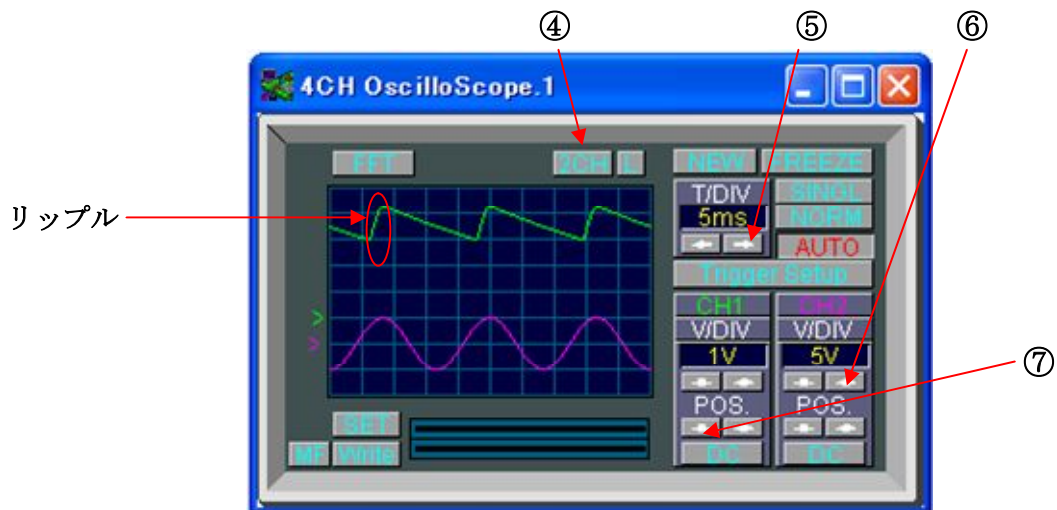 ④ ⑤ ⑥
4CH OscilloScope.1
FFT 2CH L NEW FREEZE
リップル
T/DIV SINGL
5ms NORM
AUTO
Trigger Setup
CH1 CH2
> V/DIV V/DIV
> 1V 5V
⑦
POS. POS.
SET
MF Write DC DC